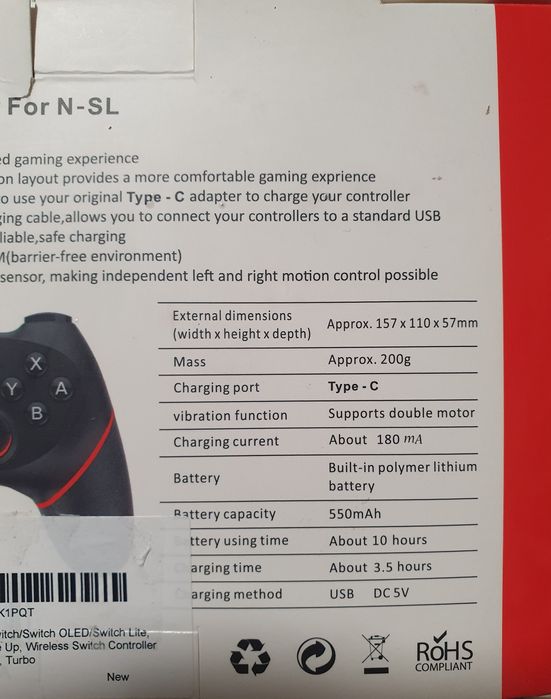 For N-SL
ed gaming experience
on layout provides a more comfortable gaming exprience
o use your original Type - C adapter to charge your controller
ging cable,allows you to connect your controllers to a standard USB
liable,safe charging
M(barrier-free environment)
sensor, making independent left and right motion control possible
External dimensions
(width x height x depth) Approx. 157 x 110 x 57mm
Mass Approx. 200g
Charging port Type - C
vibration function Supports double motor
Charging current About 180 mA
Battery Built-in polymer lithium
battery
Battery capacity 550mAh
ttery using time About 10 hours
arging time About 3.5 hours
arging method USB DC 5V
X
Y A
B
K1PQT
itch/Switch OLED/Switch Lite,
e Up, Wireless Switch Controller
, Turbo
New
RoHS
COMPLIANT